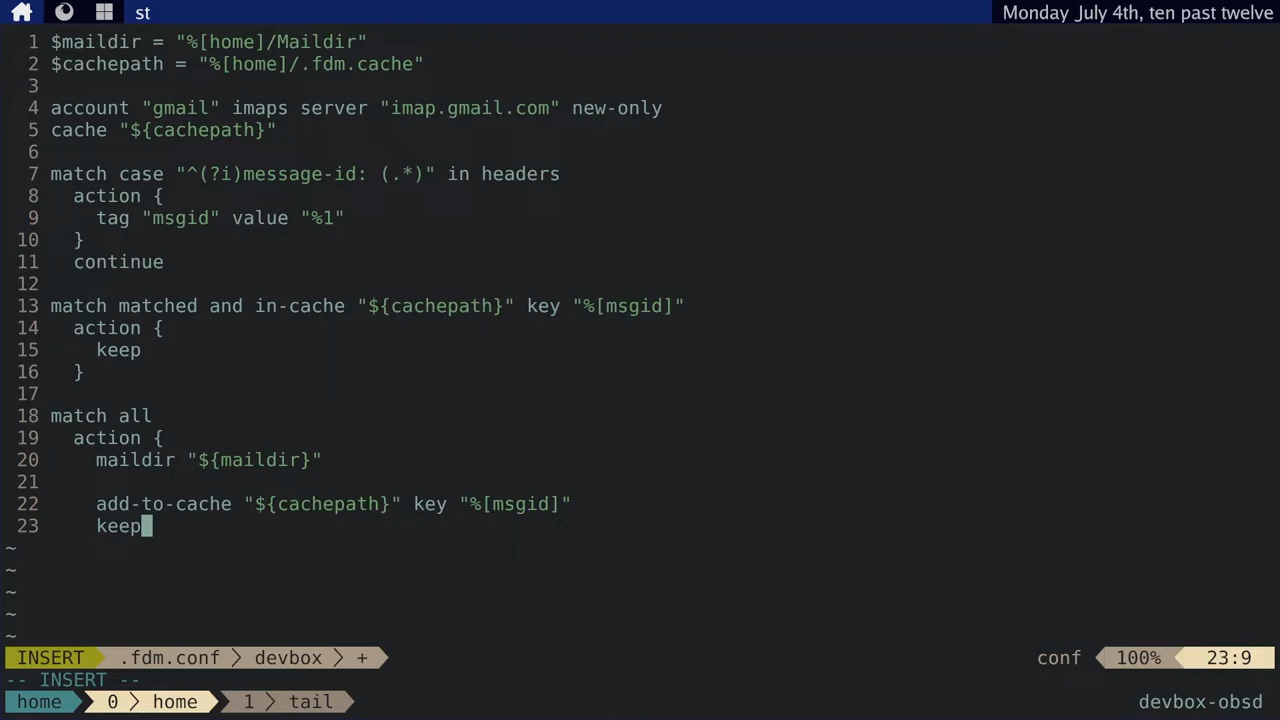 st
Monday July 4th, ten past twelve
1 $maildir = "%[home]/Maildir"
2 $cachepath = "%[home]/.fdm.cache"
3
4 account "gmail" imaps server "imap.gmail.com" new-only
5 cache "${cachepath}"
6
7 match case "^(?i)message-id: (.*)" in headers
8   action {
9     tag "msgid" value "%1"
10   }
11   continue
12
13 match matched and in-cache "${cachepath}" key "%[msgid]"
14   action {
15     keep
16   }
17
18 match all
19   action {
20     maildir "${maildir}"
21
22     add-to-cache "${cachepath}" key "%[msgid]"
23     keep
~
~
~
~
~
INSERT .fdm.conf devbox + conf 100% 23:9
-- INSERT --
home 0 home 1 tail devbox-obsd